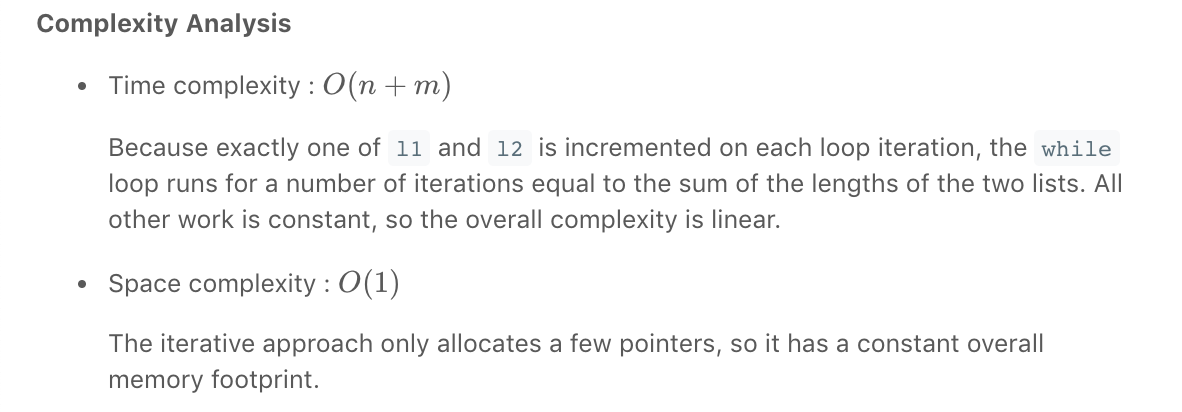 Complexity Analysis
• Time complexity : O(n + m)
Because exactly one of l1 and l2 is incremented on each loop iteration, the while
loop runs for a number of iterations equal to the sum of the lengths of the two lists. All
other work is constant, so the overall complexity is linear.
• Space complexity : O(1)
The iterative approach only allocates a few pointers, so it has a constant overall
memory footprint.